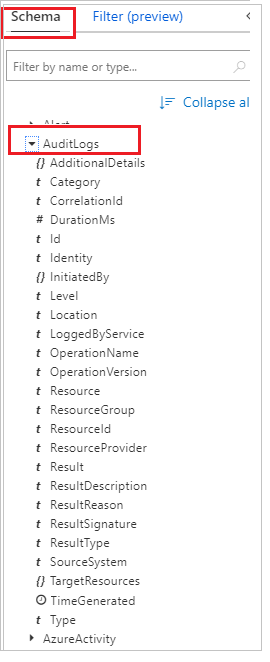 Schema Filter (preview)
Filter by name or type...
Collapse al
AuditLogs
{} AdditionalDetails
t Category
t CorrelationId
# DurationMs
t Id
t Identity
{} InitiatedBy
t Level
t Location
t LoggedByService
t OperationName
t OperationVersion
t Resource
t ResourceGroup
t ResourceId
t ResourceProvider
t Result
t ResultDescription
t ResultReason
t ResultSignature
t ResultType
t SourceSystem
{} TargetResources
TimeGenerated
t Type
AzureActivity